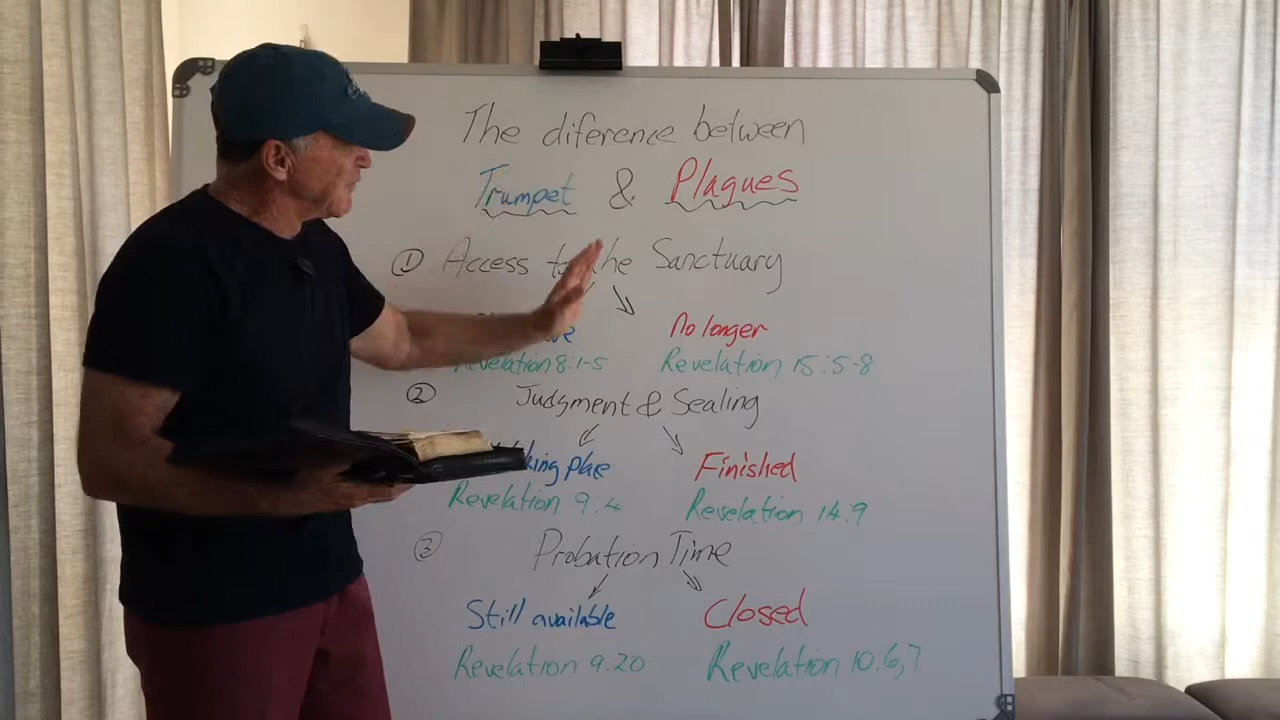 The diference between
Trumpet & Plagues
① Access to the Sanctuary
No longer
Revelation 8:1-5 Revelation 15:5-8
② Judgment & Sealing
place Finished
Revelation 9:4 Revelation 14:9
③ Probation Time
Still available Closed
Revelation 9:20 Revelation 10:6,7